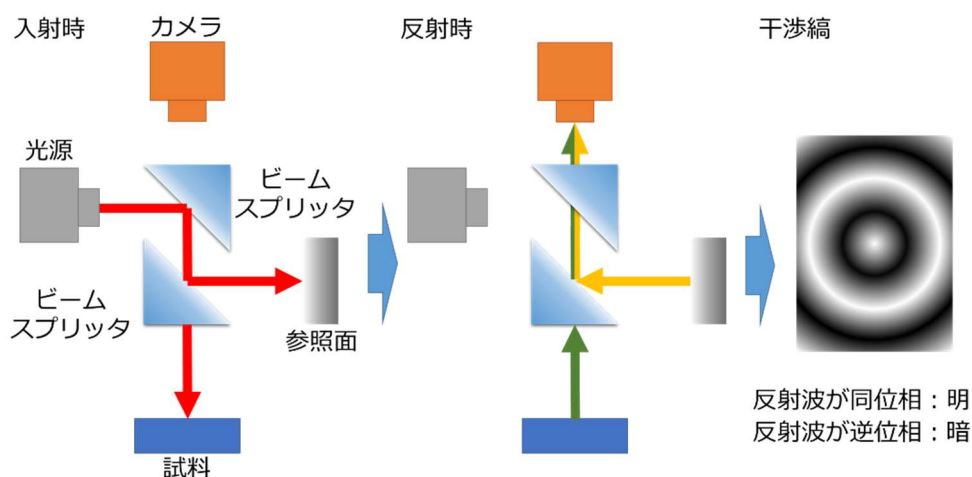 入射時
カメラ
反射時
干渉縞
光源
ビーム
スプリッタ
ビーム
スプリッタ
参照面
試料
反射波が同位相：明
反射波が逆位相：暗